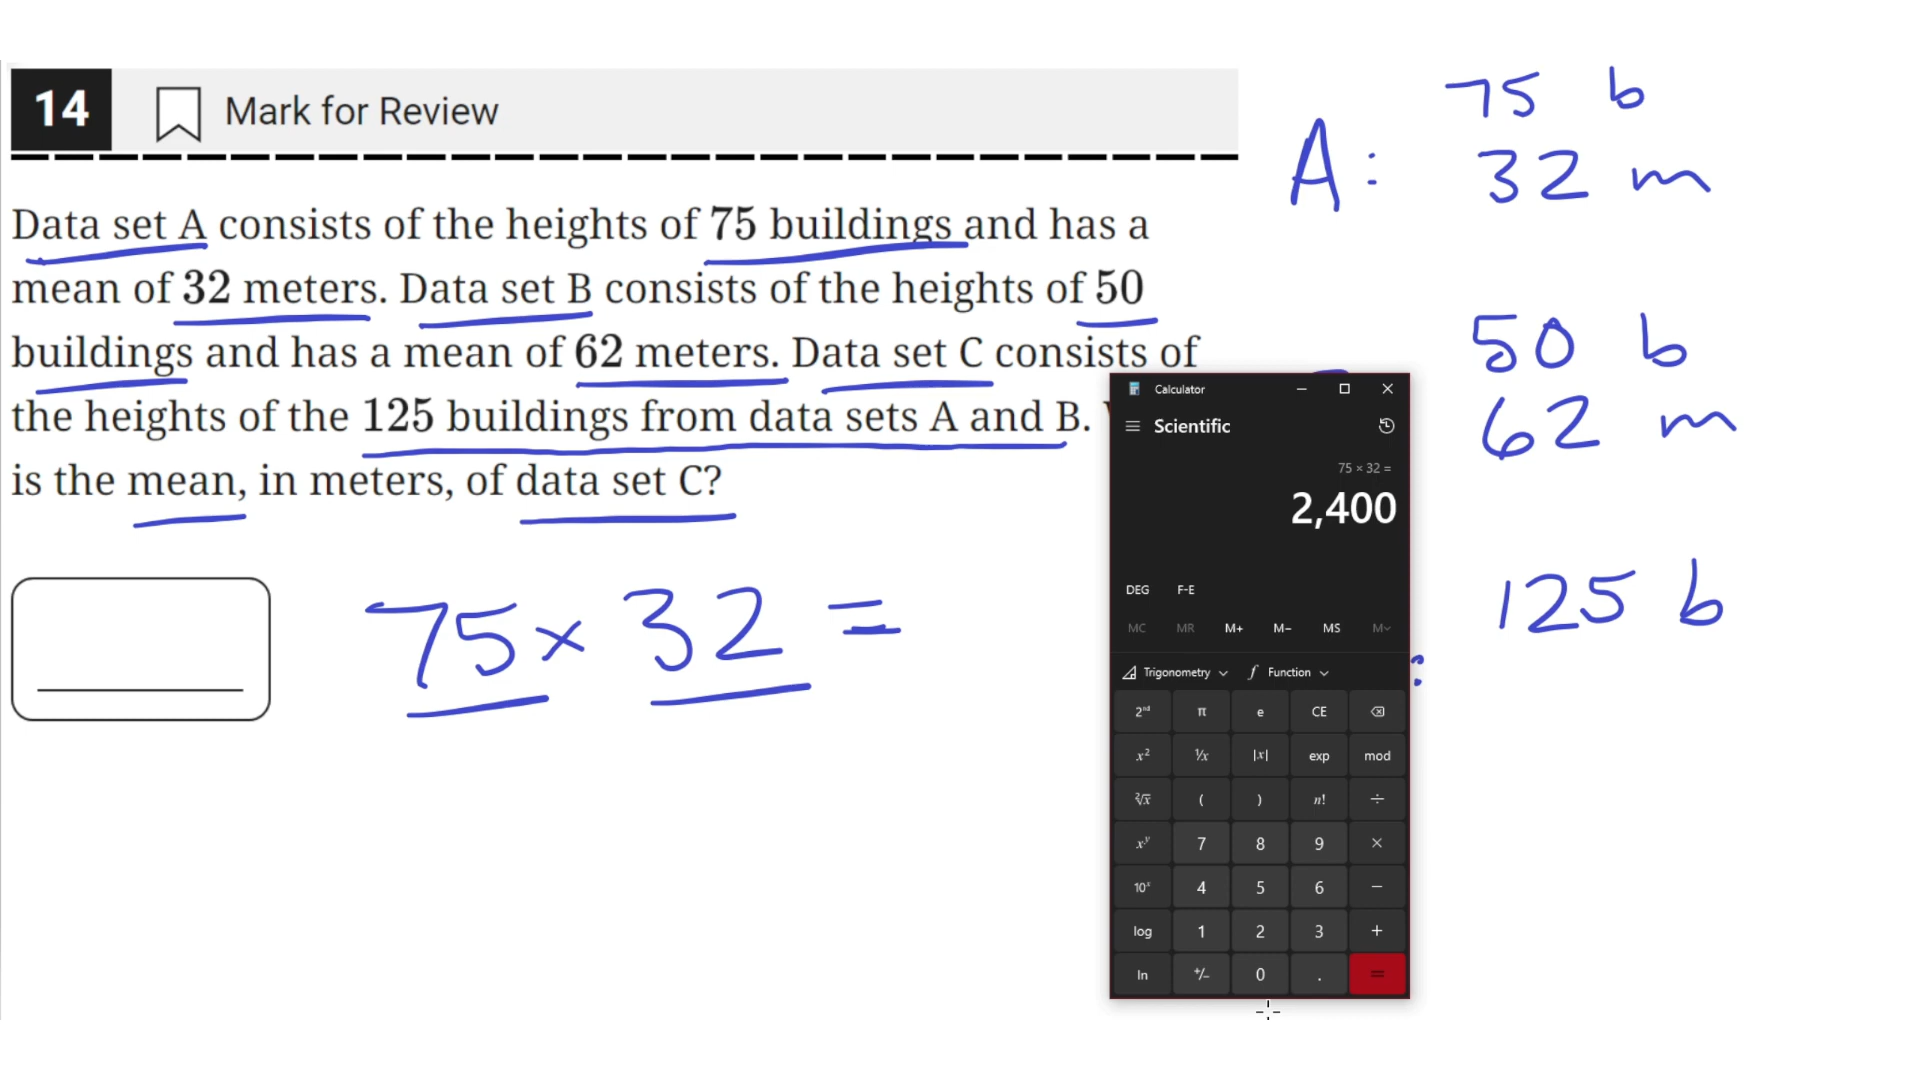 14 Mark for Review
Data set A consists of the heights of 75 buildings and has a
mean of 32 meters. Data set B consists of the heights of 50
buildings and has a mean of 62 meters. Data set C consists of
the heights of the 125 buildings from data sets A and B.
is the mean, in meters, of data set C?
75 × 32 =
A: 75 b
32 m
50 b
62 m
: 125 b
Calculator
Scientific
75 × 32 =
2,400
DEG F-E
MC MR M+ M− MS M˅
Trigonometry Function
2ⁿᵈ π e CE
x² ¹/x |x| exp mod
²√x ( ) n! ÷
xʸ 7 8 9 ×
10ˣ 4 5 6 −
log 1 2 3 +
ln +/− 0 . =